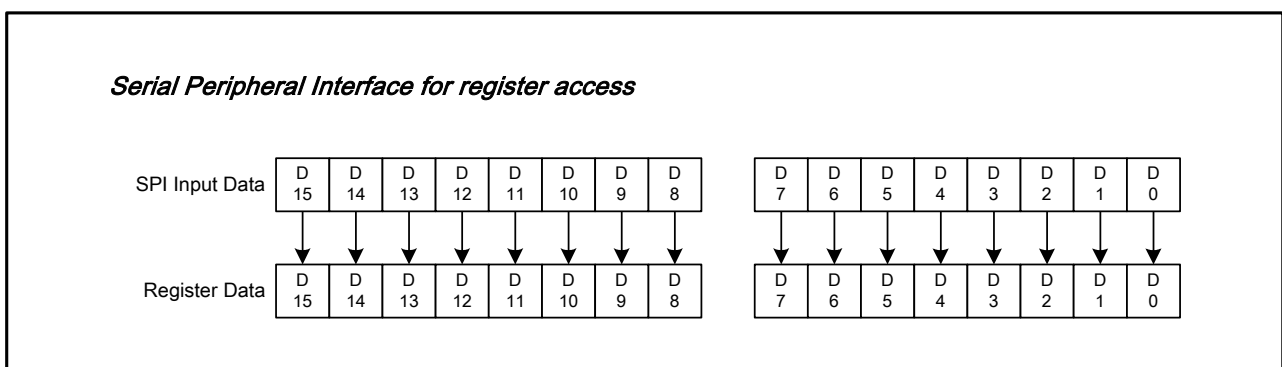 Serial Peripheral Interface for register access
SPI Input Data D 15 D 14 D 13 D 12 D 11 D 10 D 9 D 8 D 7 D 6 D 5 D 4 D 3 D 2 D 1 D 0
Register Data D 15 D 14 D 13 D 12 D 11 D 10 D 9 D 8 D 7 D 6 D 5 D 4 D 3 D 2 D 1 D 0